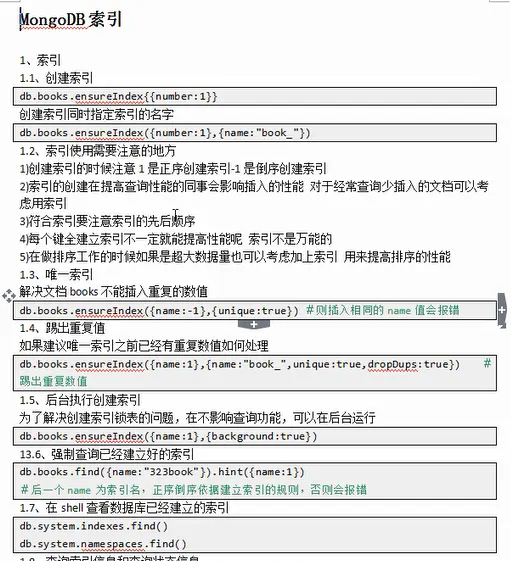 MongoDB 索引
1、索引
1.1、创建索引
db.books.ensureIndex{{number:1}}
创建索引同时指定索引的名字
db.books.ensureIndex({number:1},{name:"book_"})
1.2、索引使用需要注意的地方
1)创建索引的时候注意 1 是正序创建索引-1 是倒序创建索引
2)索引的创建在提高查询性能的同事会影响插入的性能 对于经常查询少插入的文档可以考
虑用索引
3)符合索引要注意索引的先后顺序
4)每个键全建立索引不一定就能提高性能呢 索引不是万能的
5)在做排序工作的时候如果是超大数据量也可以考虑加上索引 用来提高排序的性能
1.3、唯一索引
解决文档 books 不能插入重复的数值
db.books.ensureIndex({name:-1},{unique:true}) #则插入相同的 name 值会报错
1.4、踢出重复值
如果建议唯一索引之前已经有重复数值如何处理
db.books.ensureIndex({name:1},{name:"book_",unique:true,dropDups:true}) #
踢出重复数值
1.5、后台执行创建索引
为了解决创建索引锁表的问题，在不影响查询功能，可以在后台运行
db.books.ensureIndex({name:1},{background:true})
13.6、强制查询已经建立好的索引
db.books.find({name:"323book"}).hint({name:1})
#后一个 name 为索引名，正序倒序依据建立索引的规则，否则会报错
1.7、在 shell 查看数据库已经建立的索引
db.system.indexes.find()
db.system.namespaces.find()
1.8、查询索引信息和查询状态信息